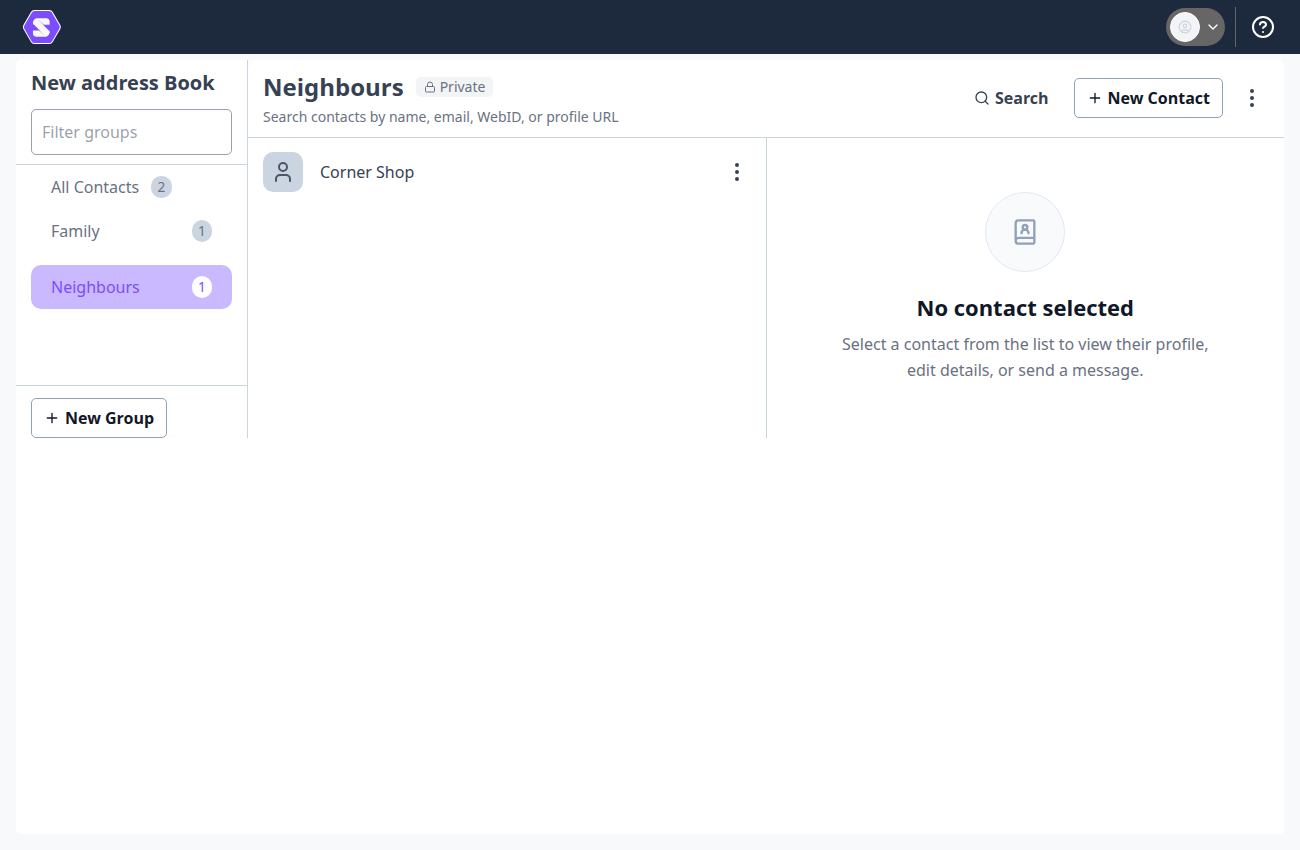 New address Book
Filter groups
All Contacts 2
Family 1
Neighbours 1
+ New Group
Neighbours Private
Search contacts by name, email, WebID, or profile URL
Search
+ New Contact
Corner Shop
No contact selected
Select a contact from the list to view their profile,
edit details, or send a message.